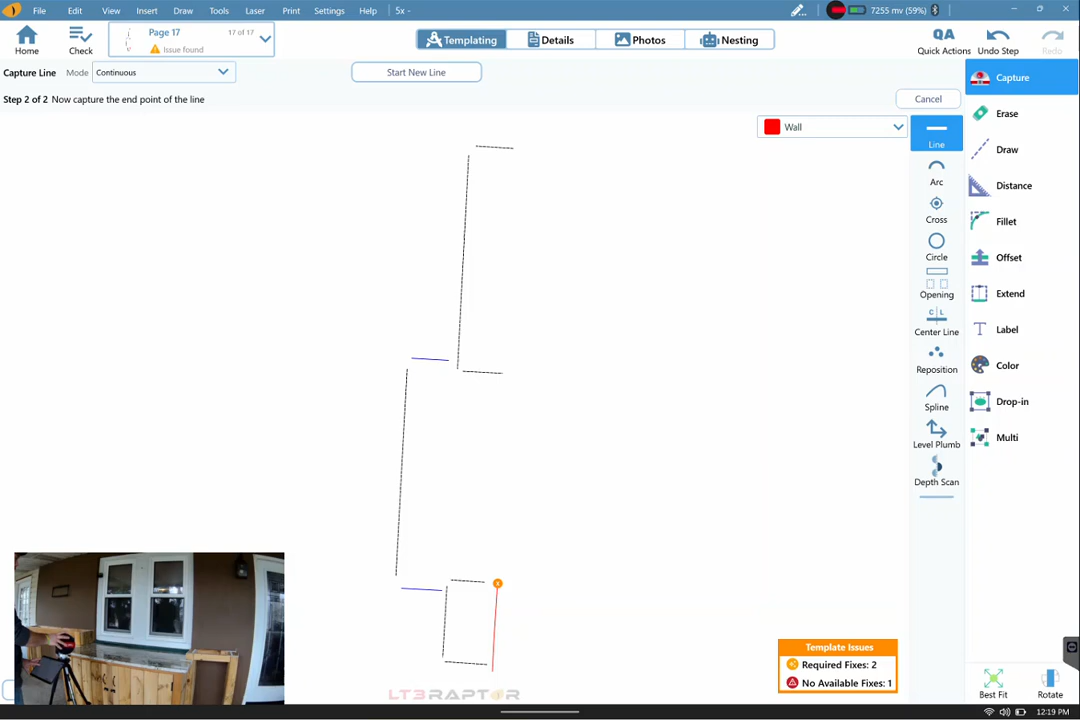 File Edit View Insert Draw Tools Laser Print Settings Help 5x - 7255 mv (59%)
Home Check Page 17 17 of 17 Issue found Templating Details Photos Nesting QA Quick Actions Undo Step Redo
Capture Line Mode Continuous Start New Line Capture
Step 2 of 2 Now capture the end point of the line Cancel
Wall
Line
Arc
Cross
Circle
Opening
C L
Center Line
Reposition
Spline
Level Plumb
Depth Scan
Erase
Draw
Distance
Fillet
Offset
Extend
T Label
Color
Drop-in
Multi
X
Template Issues
Required Fixes: 2
No Available Fixes: 1
LT3RAPTOR
Best Fit Rotate
12:19 PM